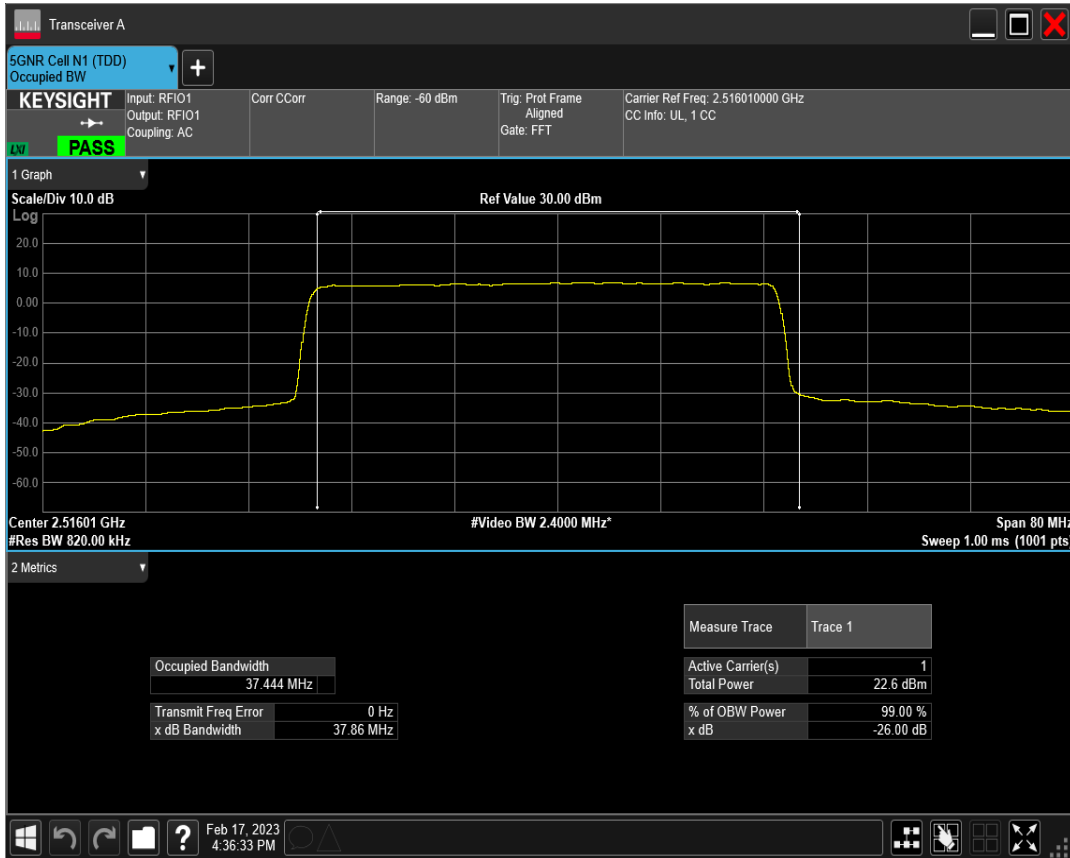 Transceiver A
5GNR Cell N1 (TDD)
Occupied BW
+
KEYSIGHT
LXI
PASS
Input: RFIO1
Output: RFIO1
Coupling: AC
Corr CCorr
Range: -60 dBm
Trig: Prot Frame
Aligned
Gate: FFT
Carrier Ref Freq: 2.516010000 GHz
CC Info: UL, 1 CC
1 Graph
Scale/Div 10.0 dB
Ref Value 30.00 dBm
Log
20.0
10.0
0.00
-10.0
-20.0
-30.0
-40.0
-50.0
-60.0
Center 2.51601 GHz
#Video BW 2.4000 MHz*
Span 80 MHz
#Res BW 820.00 kHz
Sweep 1.00 ms (1001 pts)
2 Metrics
Measure Trace Trace 1
Occupied Bandwidth
37.444 MHz
Transmit Freq Error 0 Hz
x dB Bandwidth 37.86 MHz
Active Carrier(s) 1
Total Power 22.6 dBm
% of OBW Power 99.00 %
x dB -26.00 dB
?
Feb 17, 2023
4:36:33 PM